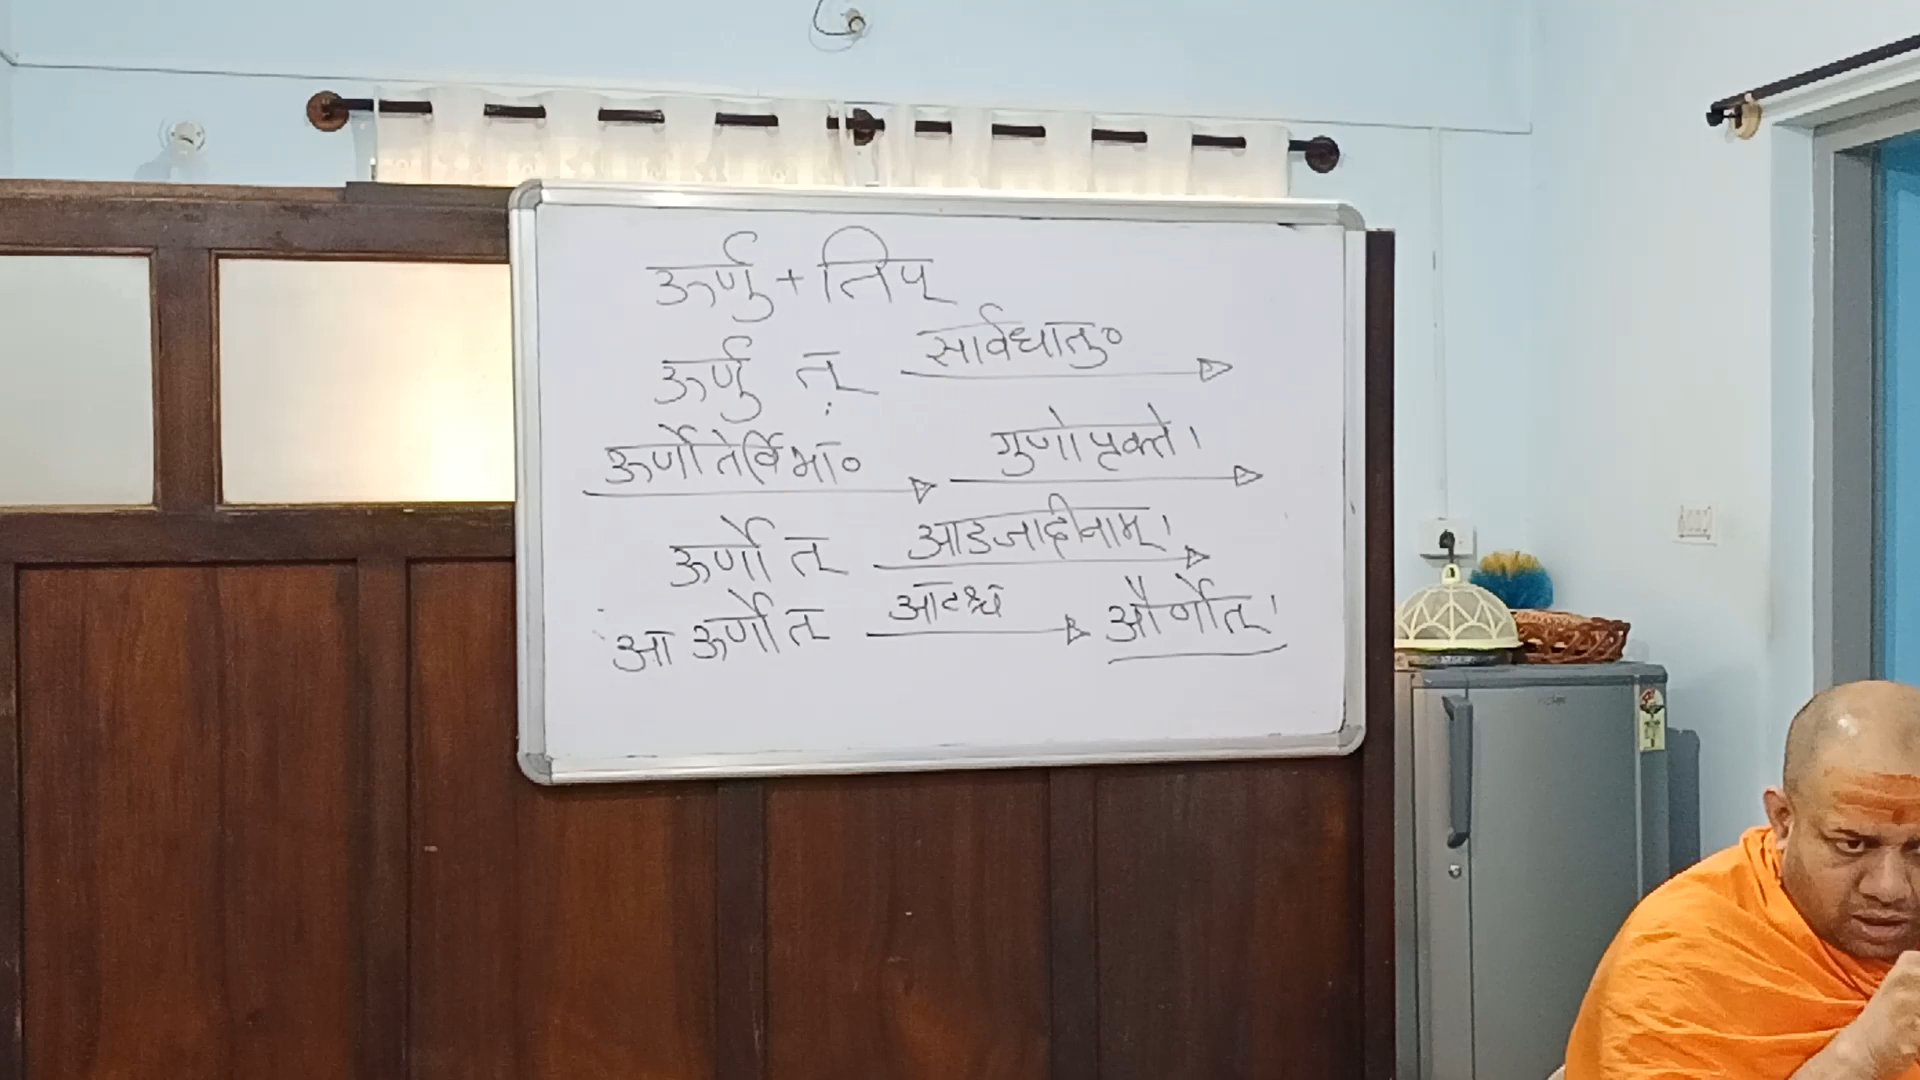 ऊर्णु + तिप्
ऊर्णु त् सार्वधातु०
ऊर्णोतेर्विभा० गुणोपृक्ते।
ऊर्णो त् आडजादीनाम्।
आ ऊर्णो त् आटश्च और्णोत्।